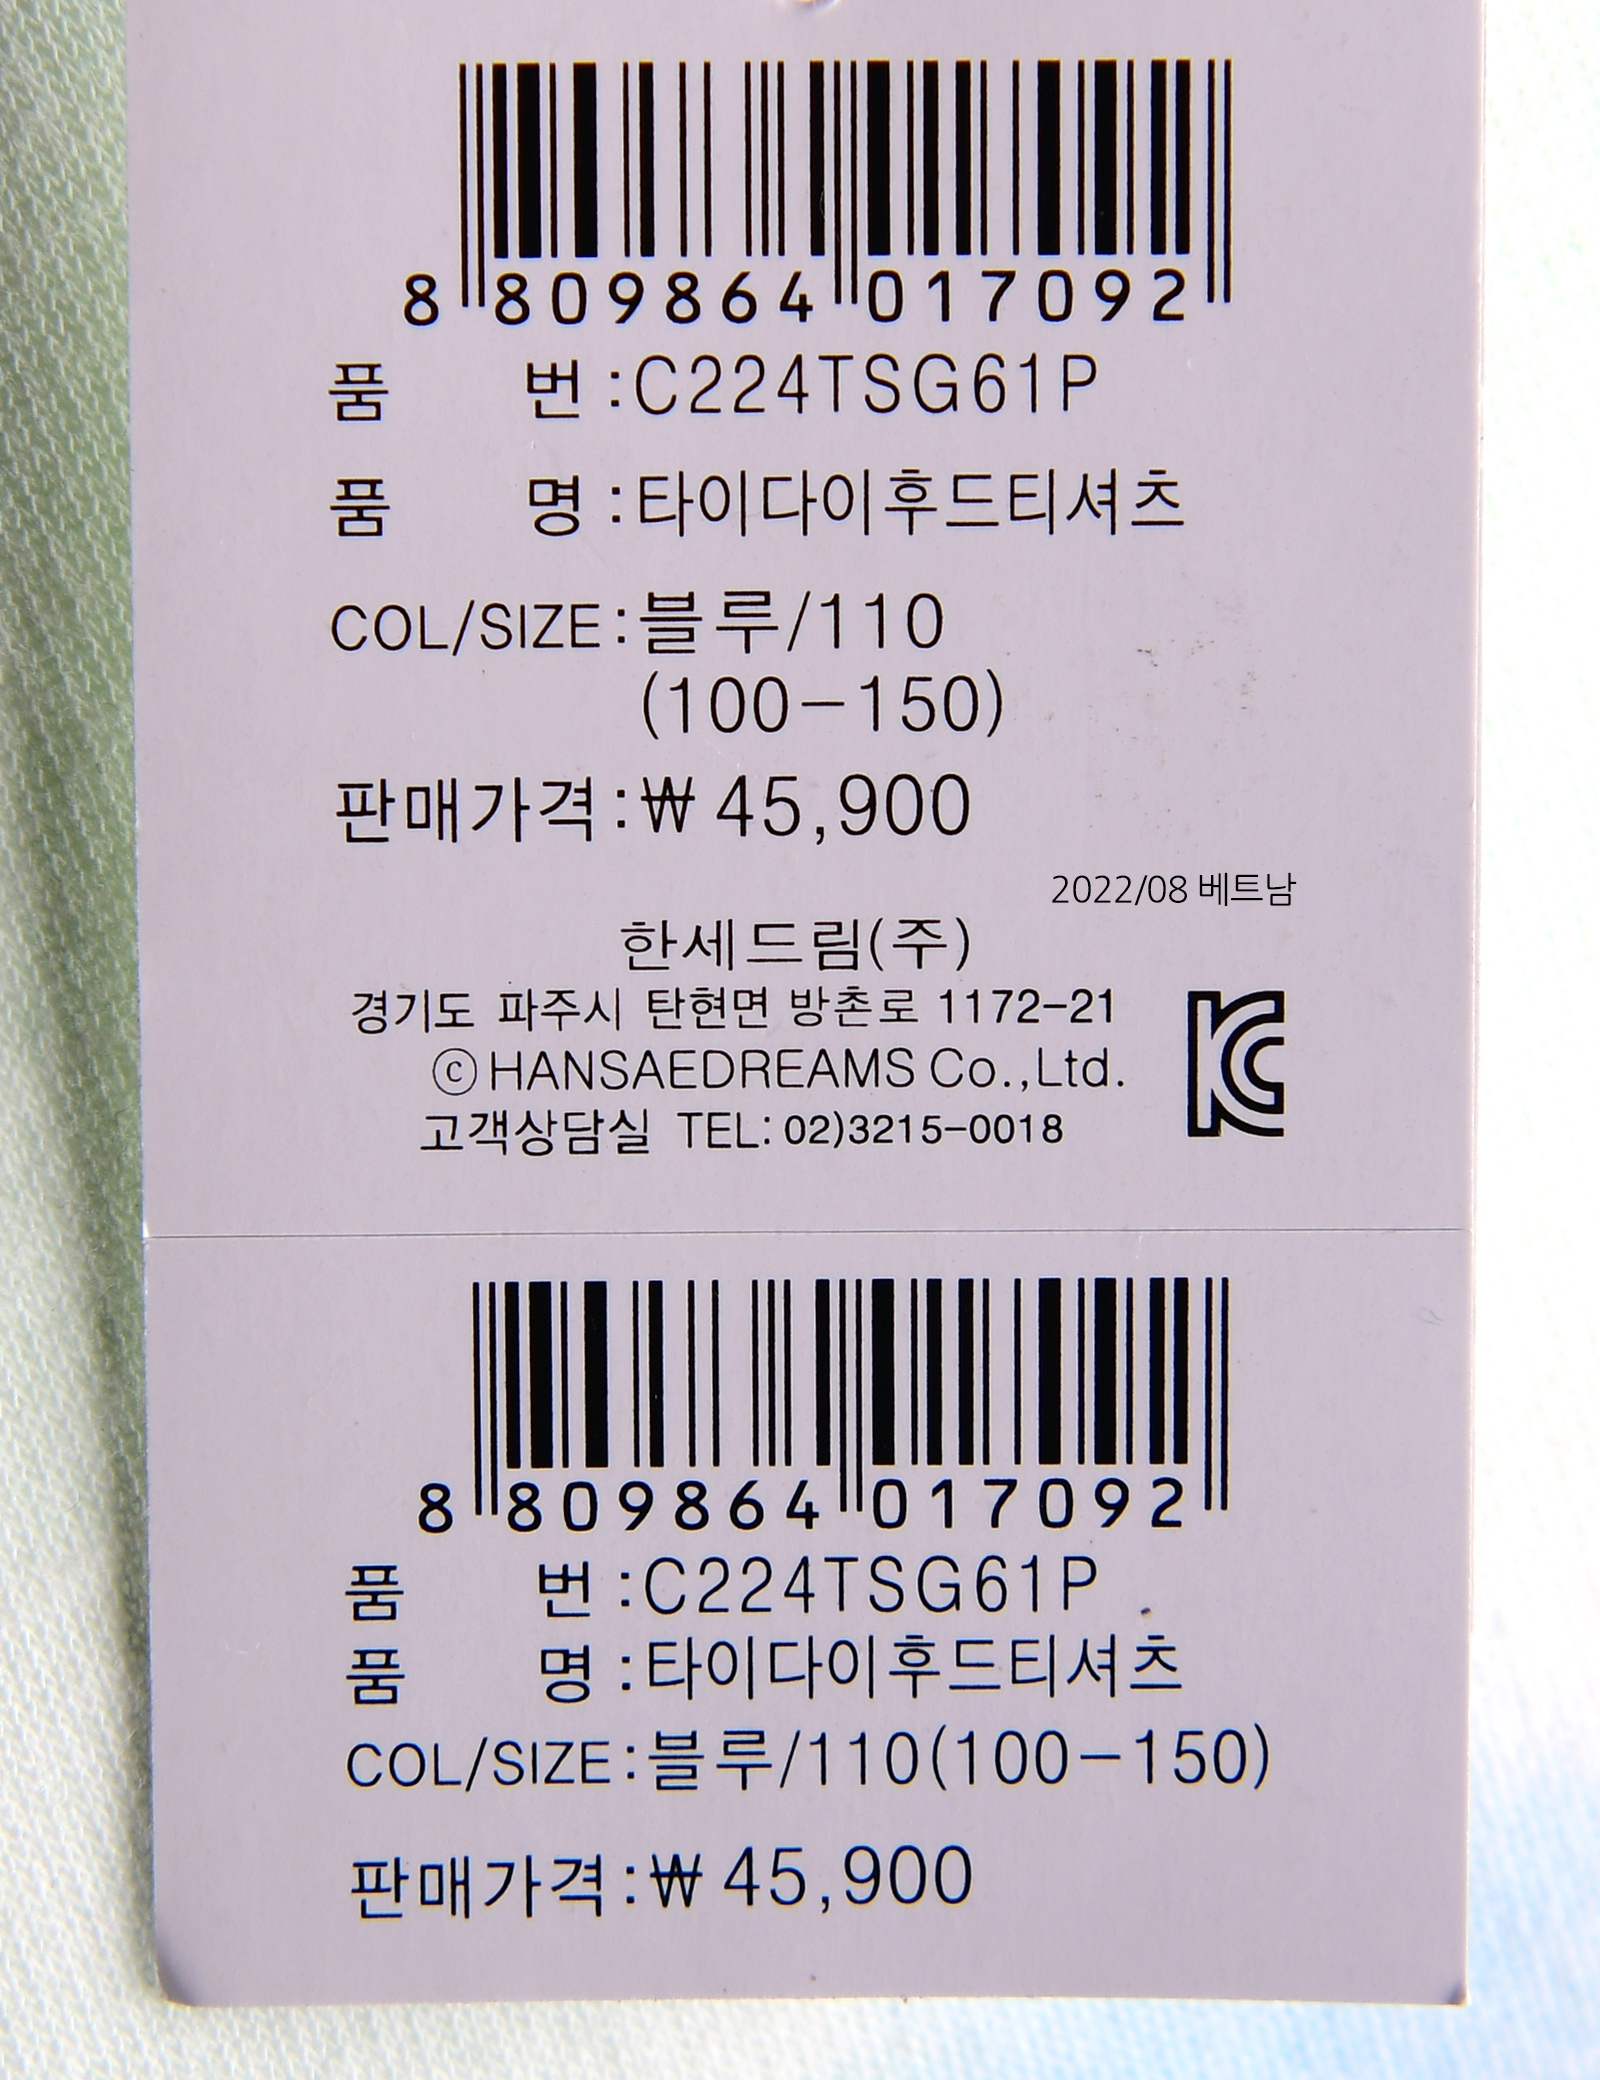 8 809864 017092
품 번 :C224TSG61P
품 명 :타이다이후드티셔츠
COL/SIZE:블루/110
(100-150)
판매가격:₩ 45,900
2022/08 베트남
한세드림(주)
경기도 파주시 탄현면 방촌로 1172-21
ⓒHANSAEDREAMS Co.,Ltd.
고객상담실 TEL: 02)3215-0018
KC
8 809864 017092
품 번 :C224TSG61P
품 명 :타이다이후드티셔츠
COL/SIZE:블루/110(100-150)
판매가격:₩ 45,900